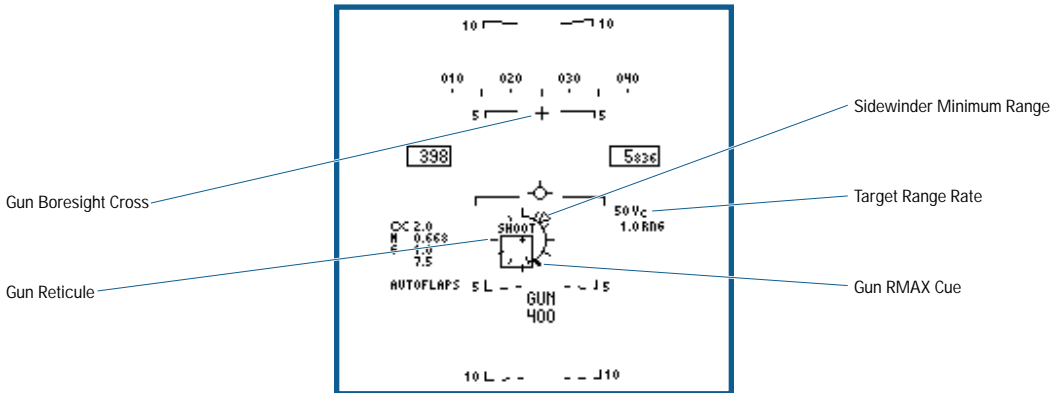 10 10
010 020 030 040
Sidewinder Minimum Range
5 5
398 5836
Target Range Rate
Gun Boresight Cross
50 Vc
1.0 RNG
α 2.0
SHOOT
M 0.668
G 1.0
7.5
Gun Reticule
AUTOFLAPS 5 5
Gun RMAX Cue
GUN
400
10 10